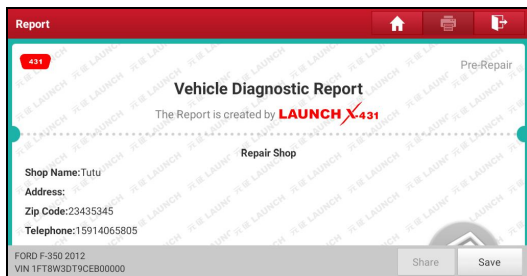 Report
431
Pre-Repair
Vehicle Diagnostic Report
The Report is created by LAUNCH X-431
Repair Shop
Shop Name:Tutu
Address:
Zip Code:23435345
Telephone:15914065805
FORD F-350 2012
VIN 1FT8W3DT9CEB00000
Share
Save